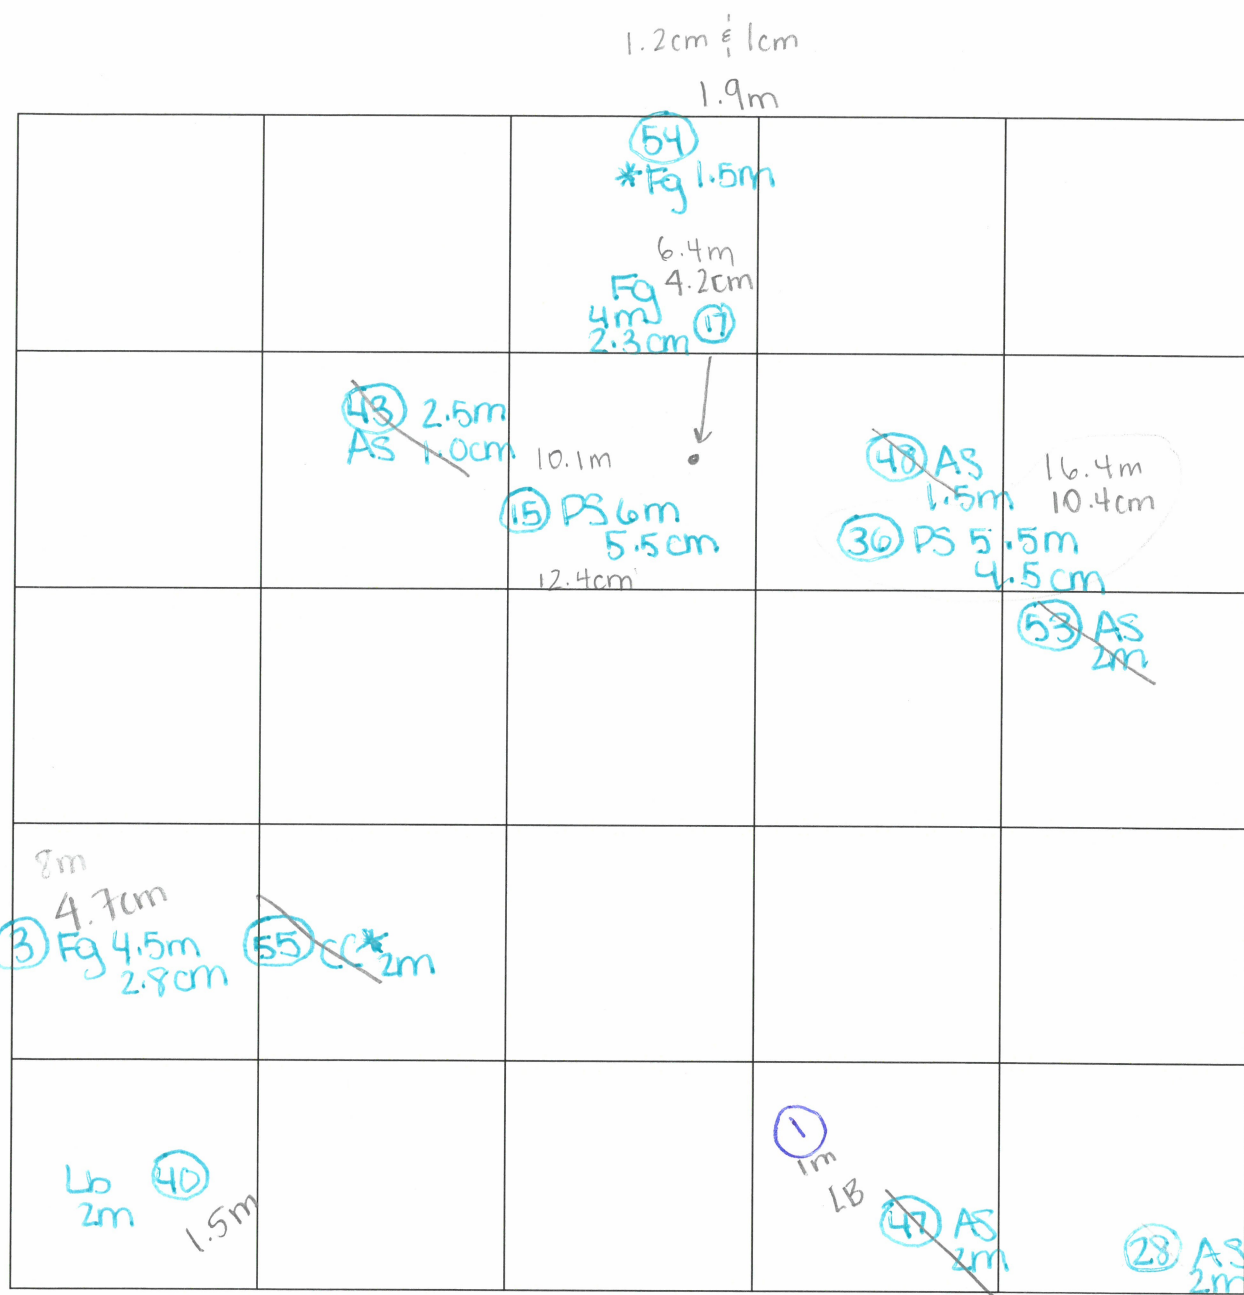 1.2cm & 1cm
1.9m
54
*Fg 1.5m
6.4m
Fg 4.2cm
4m 17
2.3cm
43 2.5m
AS 1.0cm
10.1m
15 PS 6m
5.5cm
12.4cm
48 AS
1.5m
16.4m
10.4cm
36 PS 5.5m
4.5cm
53 AS
2m
8m
4.7cm
3 Fg 4.5m
2.8cm
55 CC* 2m
Lb 40
2m
1.5m
1
1m
LB
47 AS
2m
28 AS
2m